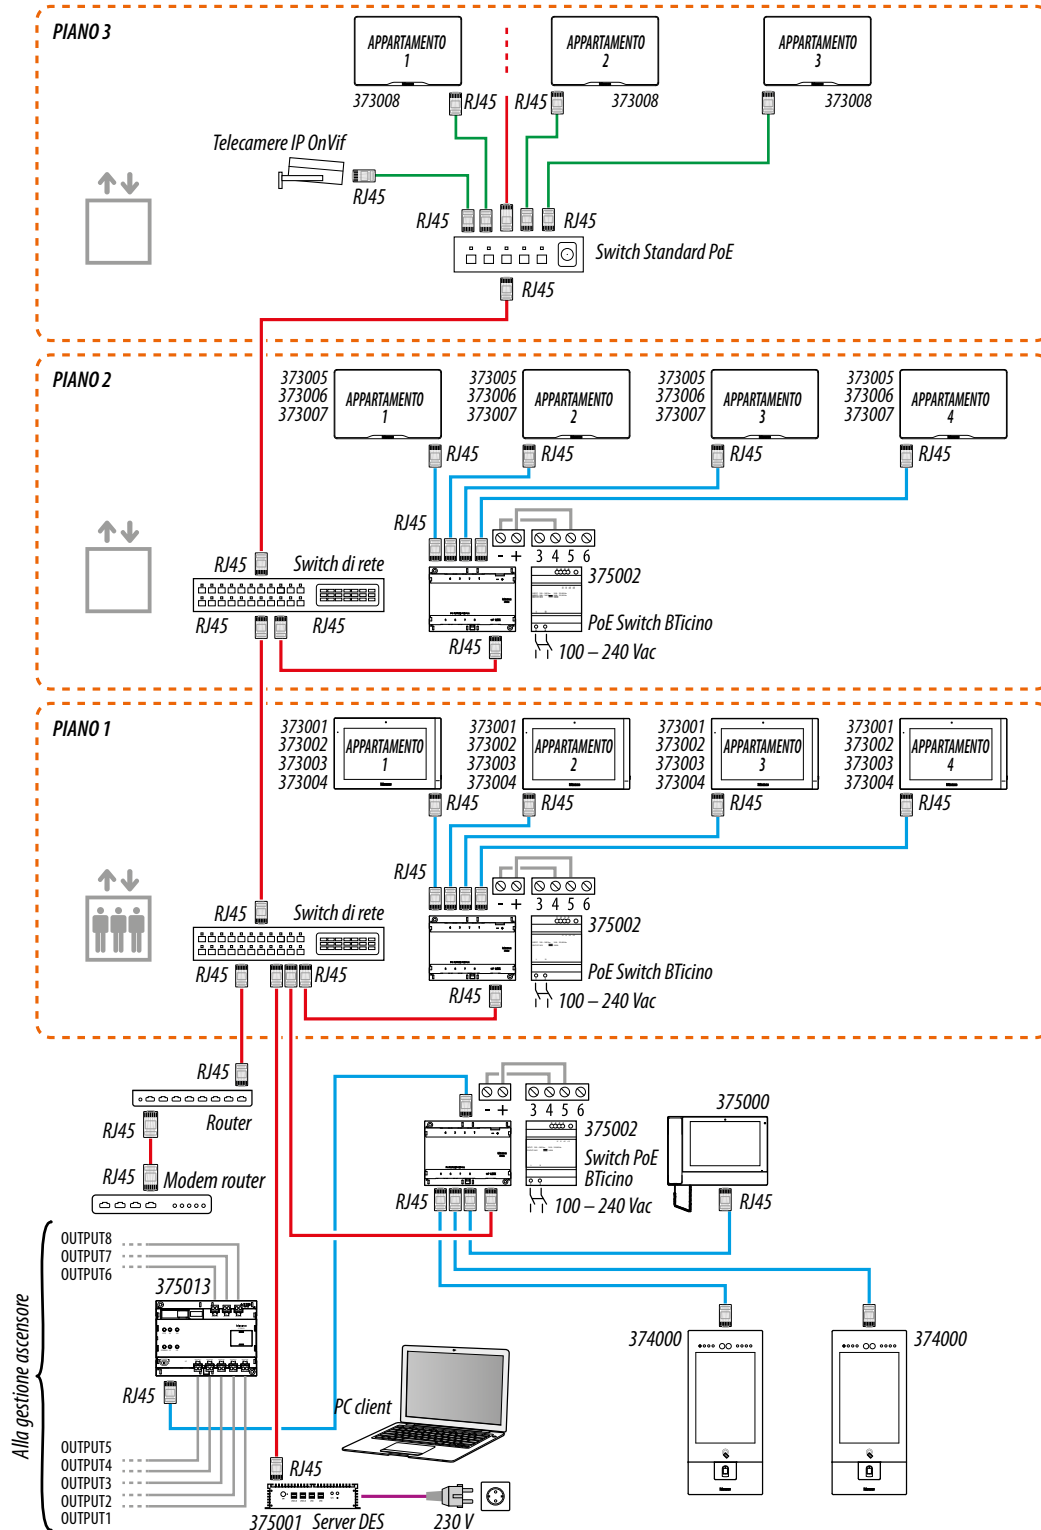 PIANO 3
APPARTAMENTO
1
APPARTAMENTO
2
APPARTAMENTO
3
373008
RJ45
RJ45
373008
373008
Telecamere IP OnVif
RJ45
RJ45
RJ45
Switch Standard PoE
RJ45
PIANO 2
373005
373006
373007
APPARTAMENTO
1
373005
373006
373007
APPARTAMENTO
2
373005
373006
373007
APPARTAMENTO
3
373005
373006
373007
APPARTAMENTO
4
RJ45
RJ45
RJ45
RJ45
RJ45
- + 3 4 5 6
RJ45
Switch di rete
375002
RJ45
RJ45
PoE Switch BTicino
RJ45
100 – 240 Vac
PIANO 1
373001
373002
373003
373004
APPARTAMENTO
1
373001
373002
373003
373004
APPARTAMENTO
2
373001
373002
373003
373004
APPARTAMENTO
3
373001
373002
373003
373004
APPARTAMENTO
4
RJ45
RJ45
RJ45
RJ45
RJ45
- + 3 4 5 6
RJ45
Switch di rete
375002
RJ45
RJ45
PoE Switch BTicino
RJ45
100 – 240 Vac
RJ45
Router
RJ45
RJ45
Modem router
- + 3 4 5 6
375002
Switch PoE
BTicino
RJ45
100 – 240 Vac
375000
RJ45
OUTPUT8
OUTPUT7
OUTPUT6
375013
Alla gestione ascensore
RJ45
OUTPUT5
OUTPUT4
OUTPUT3
OUTPUT2
OUTPUT1
PC client
374000
374000
RJ45
375001
Server DES
230 V